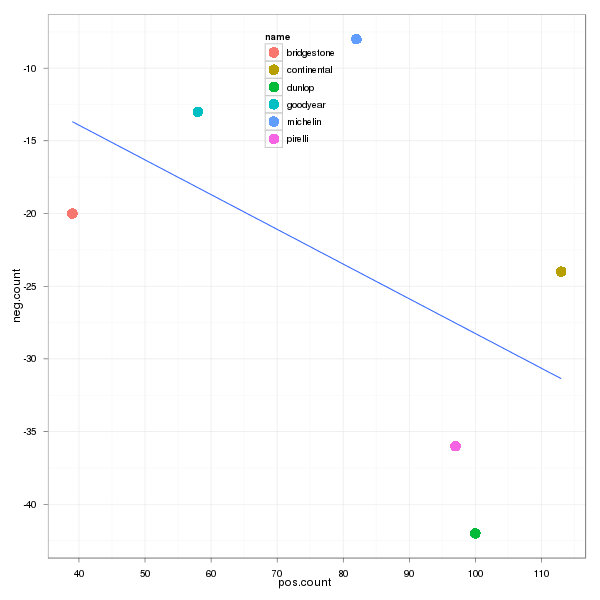 name
bridgestone
continental
dunlop
goodyear
michelin
pirelli
-10
-15
-20
-25
-30
-35
-40
neg.count
40 50 60 70 80 90 100 110
pos.count